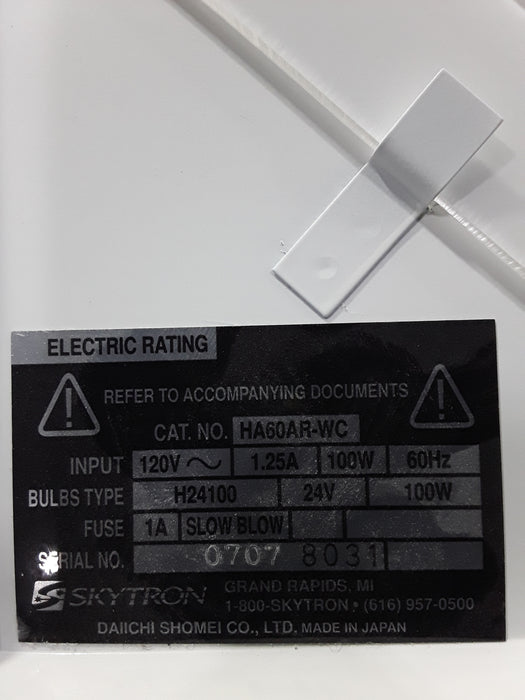 ELECTRIC RATING
REFER TO ACCOMPANYING DOCUMENTS
CAT. NO. HA60AR-WC
INPUT 120V ~ 1.25A 100W 60Hz
BULBS TYPE H24100 24V 100W
FUSE 1A SLOW BLOW
SERIAL NO. 0707 8031
SKYTRON GRAND RAPIDS, MI
1-800-SKYTRON • (616) 957-0500
DAIICHI SHOMEI CO., LTD. MADE IN JAPAN